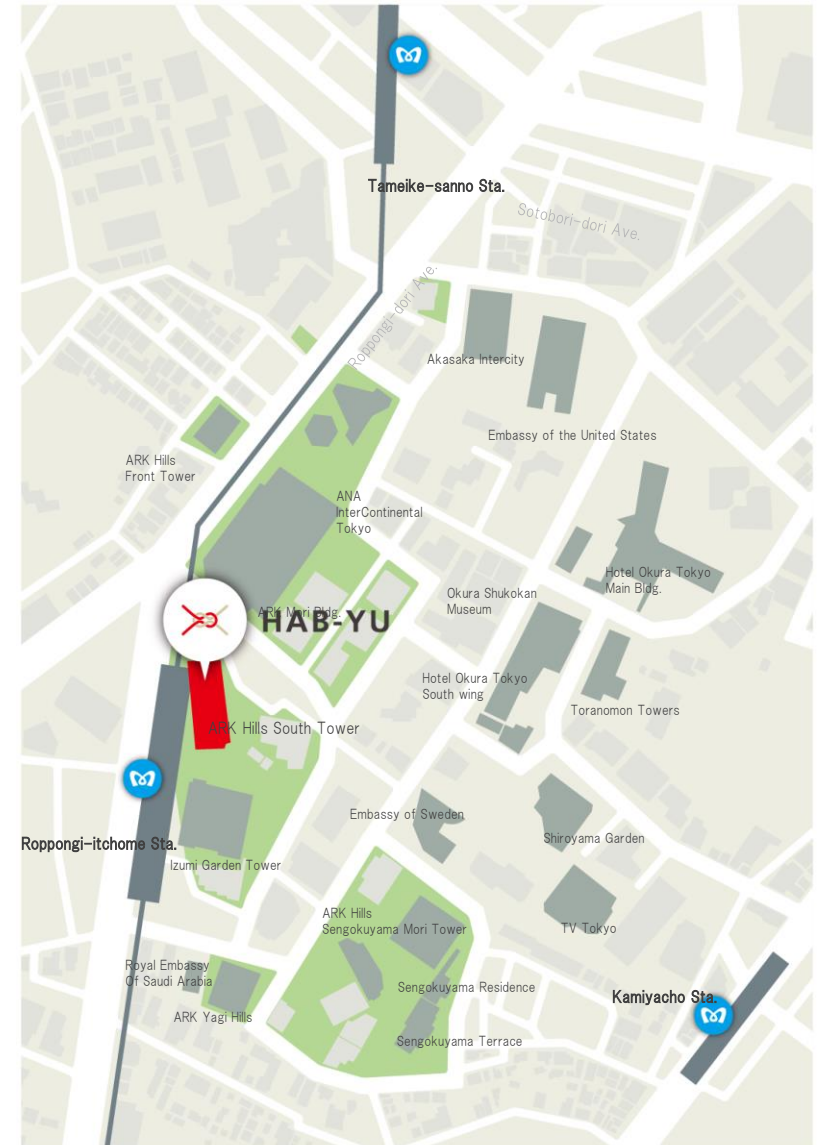 Tameike-sanno Sta.
Sotobori-dori Ave.
Roppongi-dori Ave.
Akasaka Intercity
Embassy of the United States
ARK Hills
Front Tower
ANA
InterContinental
Tokyo
Hotel Okura Tokyo
Main Bldg.
Okura Shukokan
Museum
ARK Mori Bldg.
HAB-YU
Hotel Okura Tokyo
South wing
Toranomon Towers
ARK Hills South Tower
Embassy of Sweden
Shiroyama Garden
Roppongi-itchome Sta.
Izumi Garden Tower
ARK Hills
Sengokuyama Mori Tower
TV Tokyo
Royal Embassy
Of Saudi Arabia
Sengokuyama Residence
Kamiyacho Sta.
ARK Yagi Hills
Sengokuyama Terrace